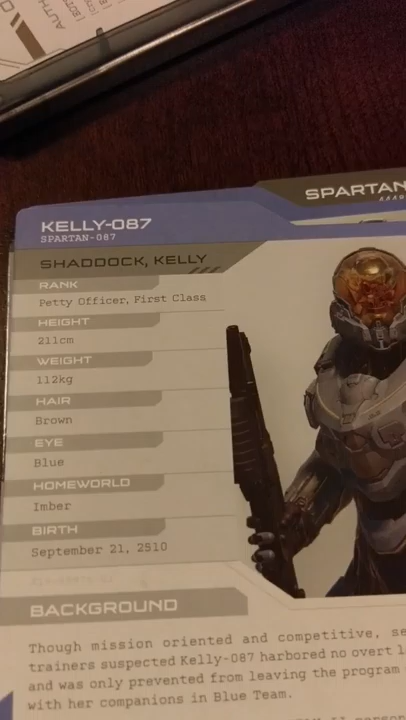 AUTH
SPARTAN
KELLY-087
SPARTAN-087
SHADDOCK, KELLY
RANK
Petty Officer, First Class
HEIGHT
211cm
WEIGHT
112kg
HAIR
Brown
EYE
Blue
HOMEWORLD
Imber
BIRTH
September 21, 2510
BACKGROUND
Though mission oriented and competitive, se
trainers suspected Kelly-087 harbored no overt l
and was only prevented from leaving the program
with her companions in Blue Team.